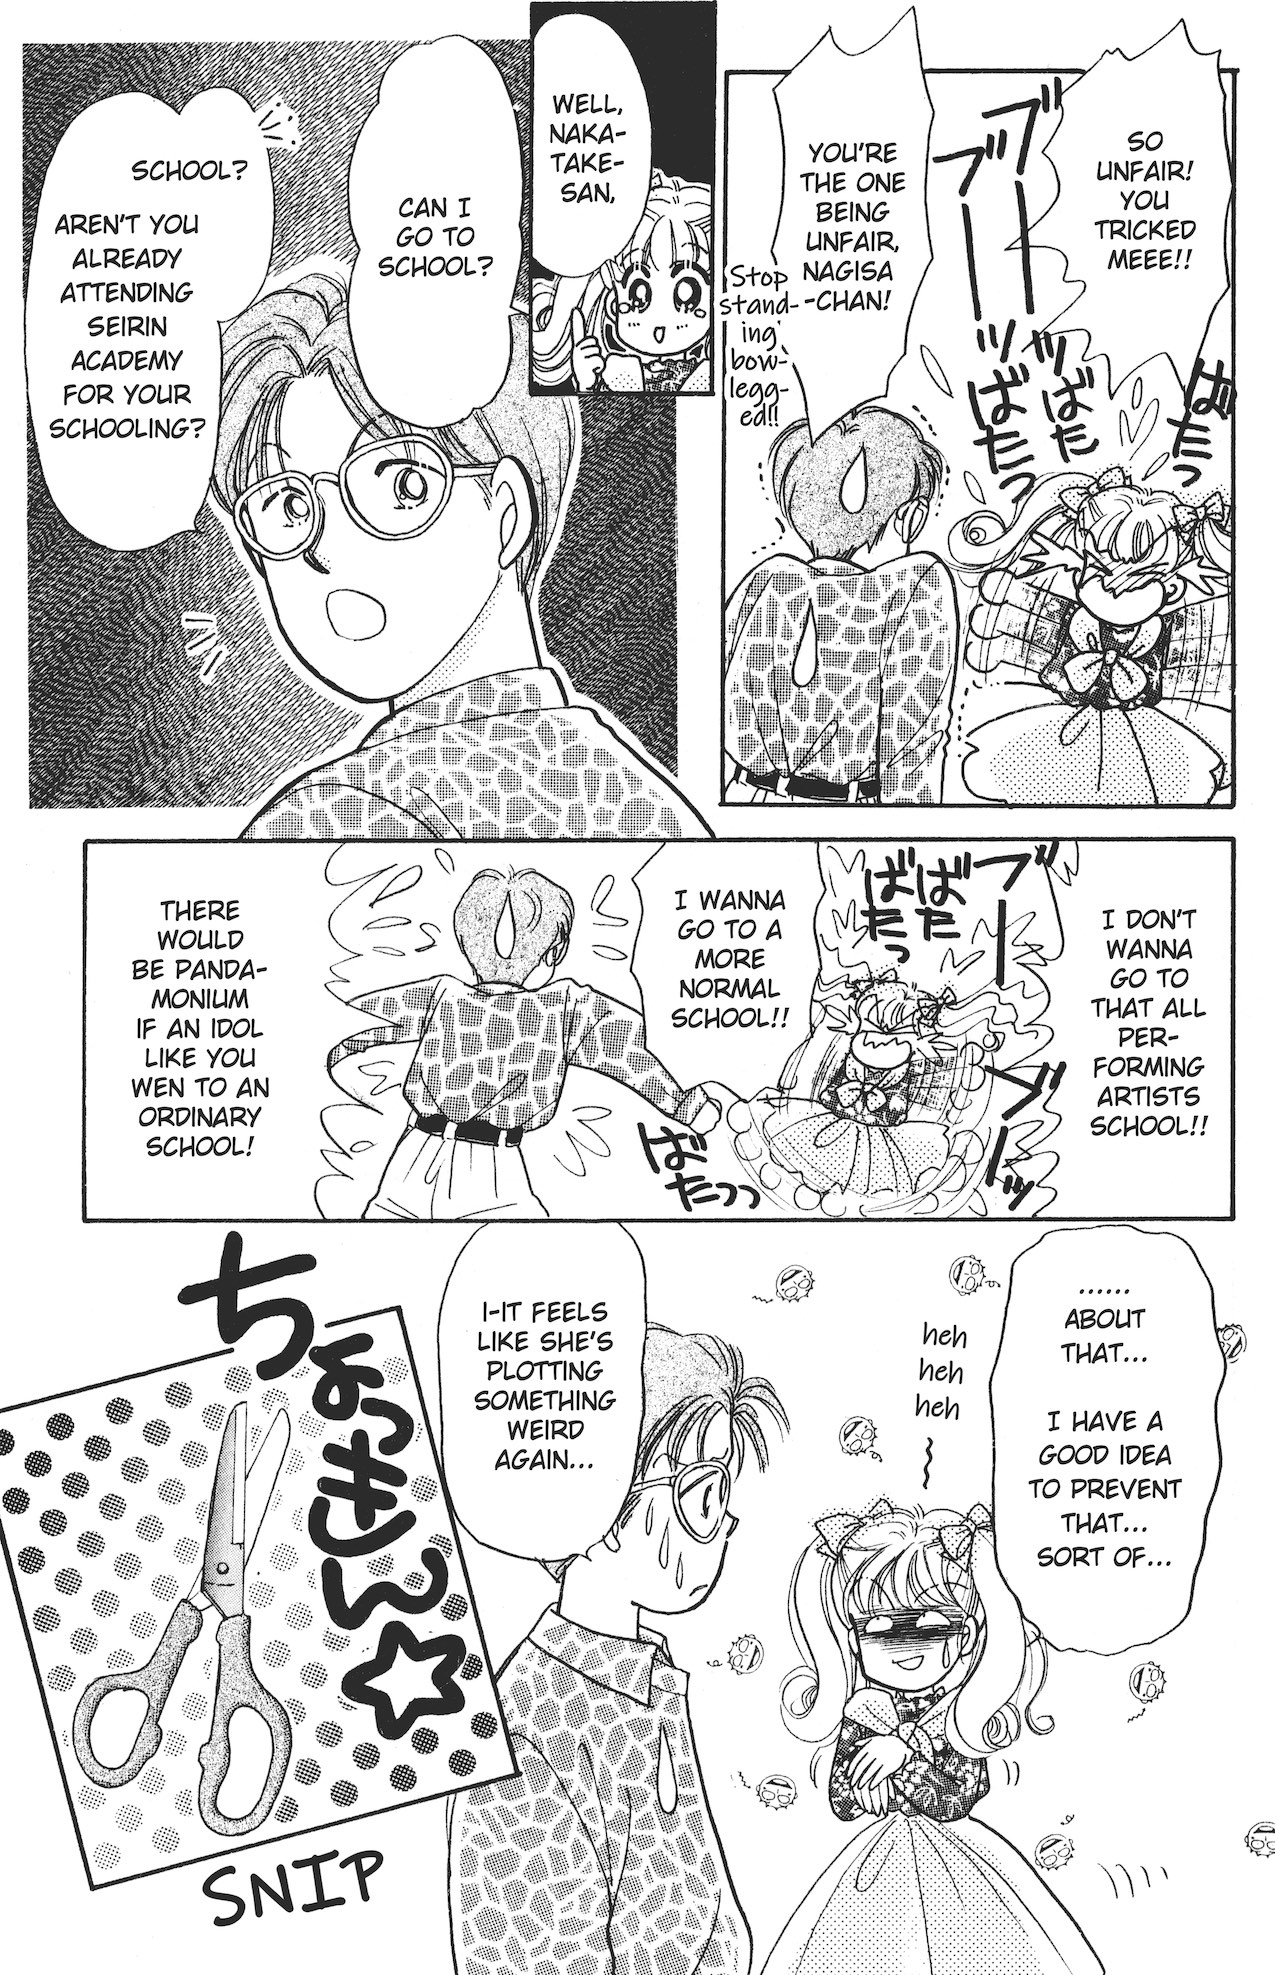 SO
UNFAIR!
YOU
TRICKED
MEEE!!
ブーーッ
ブーーッ
ばたっ
ばたばたっ
YOU'RE
THE ONE
BEING
UNFAIR,
NAGISA
-CHAN!
Stop
stand-
ing
bow-
legg-
ed!!
WELL,
NAKA-
TAKE-
SAN,
CAN I
GO TO
SCHOOL?
SCHOOL?
AREN'T YOU
ALREADY
ATTENDING
SEIRIN
ACADEMY
FOR YOUR
SCHOOLING?
I DON'T
WANNA
GO TO
THAT ALL
PER-
FORMING
ARTISTS
SCHOOL!!
ブー
ばた
ばたっ
ブーッ
I WANNA
GO TO A
MORE
NORMAL
SCHOOL!!
ばたっっ
THERE
WOULD
BE PANDA-
MONIUM
IF AN IDOL
LIKE YOU
WEN TO AN
ORDINARY
SCHOOL!
......
ABOUT
THAT...
I HAVE A
GOOD IDEA
TO PREVENT
THAT...
SORT OF...
heh
heh
heh
I-IT FEELS
LIKE SHE'S
PLOTTING
SOMETHING
WEIRD
AGAIN...
ちょっきん☆
SNIP